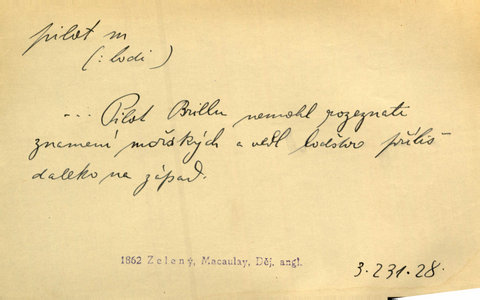 pilot m
(: lodi)
... Pilot Brillu nemohl rozeznati
znamení mořských a vedl loďstvo příliš
daleko na západ.
1862 Zelený, Macaulay, Děj. angl.
3.231.28.